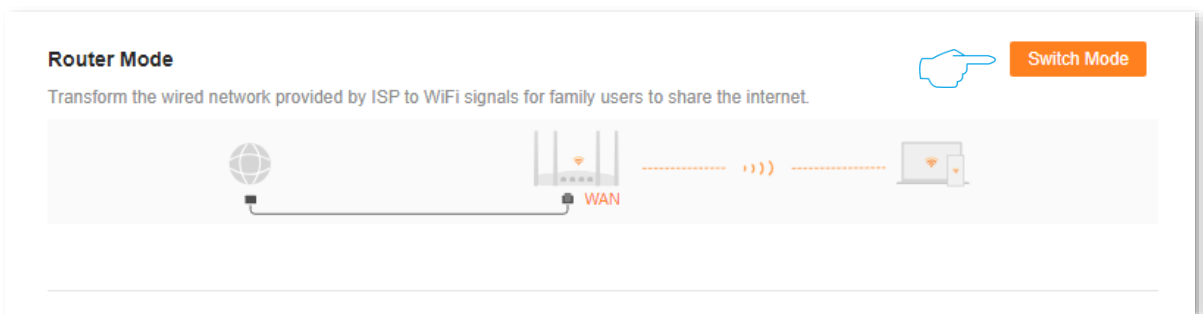 Router Mode
Switch Mode
Transform the wired network provided by ISP to WiFi signals for family users to share the internet.
WAN